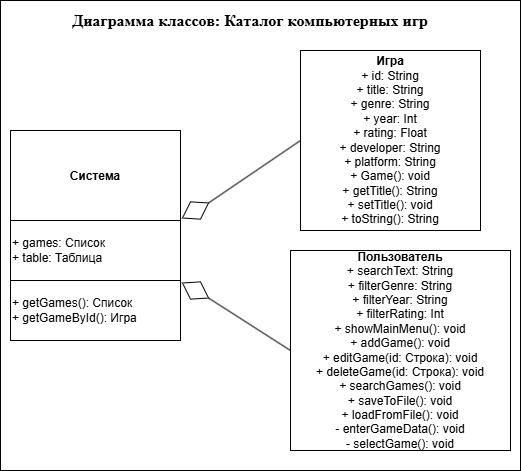 Диаграмма классов: Каталог компьютерных игр
Игра
+ id: String
+ title: String
+ genre: String
+ year: Int
+ rating: Float
+ developer: String
+ platform: String
+ Game(): void
+ getTitle(): String
+ setTitle(): void
+ toString(): String
Система
+ games: Список
+ table: Таблица
+ getGames(): Список
+ getGameById(): Игра
Пользователь
+ searchText: String
+ filterGenre: String
+ filterYear: String
+ filterRating: Int
+ showMainMenu(): void
+ addGame(): void
+ editGame(id: Строка): void
+ deleteGame(id: Строка): void
+ searchGames(): void
+ saveToFile(): void
+ loadFromFile(): void
- enterGameData(): void
- selectGame(): void